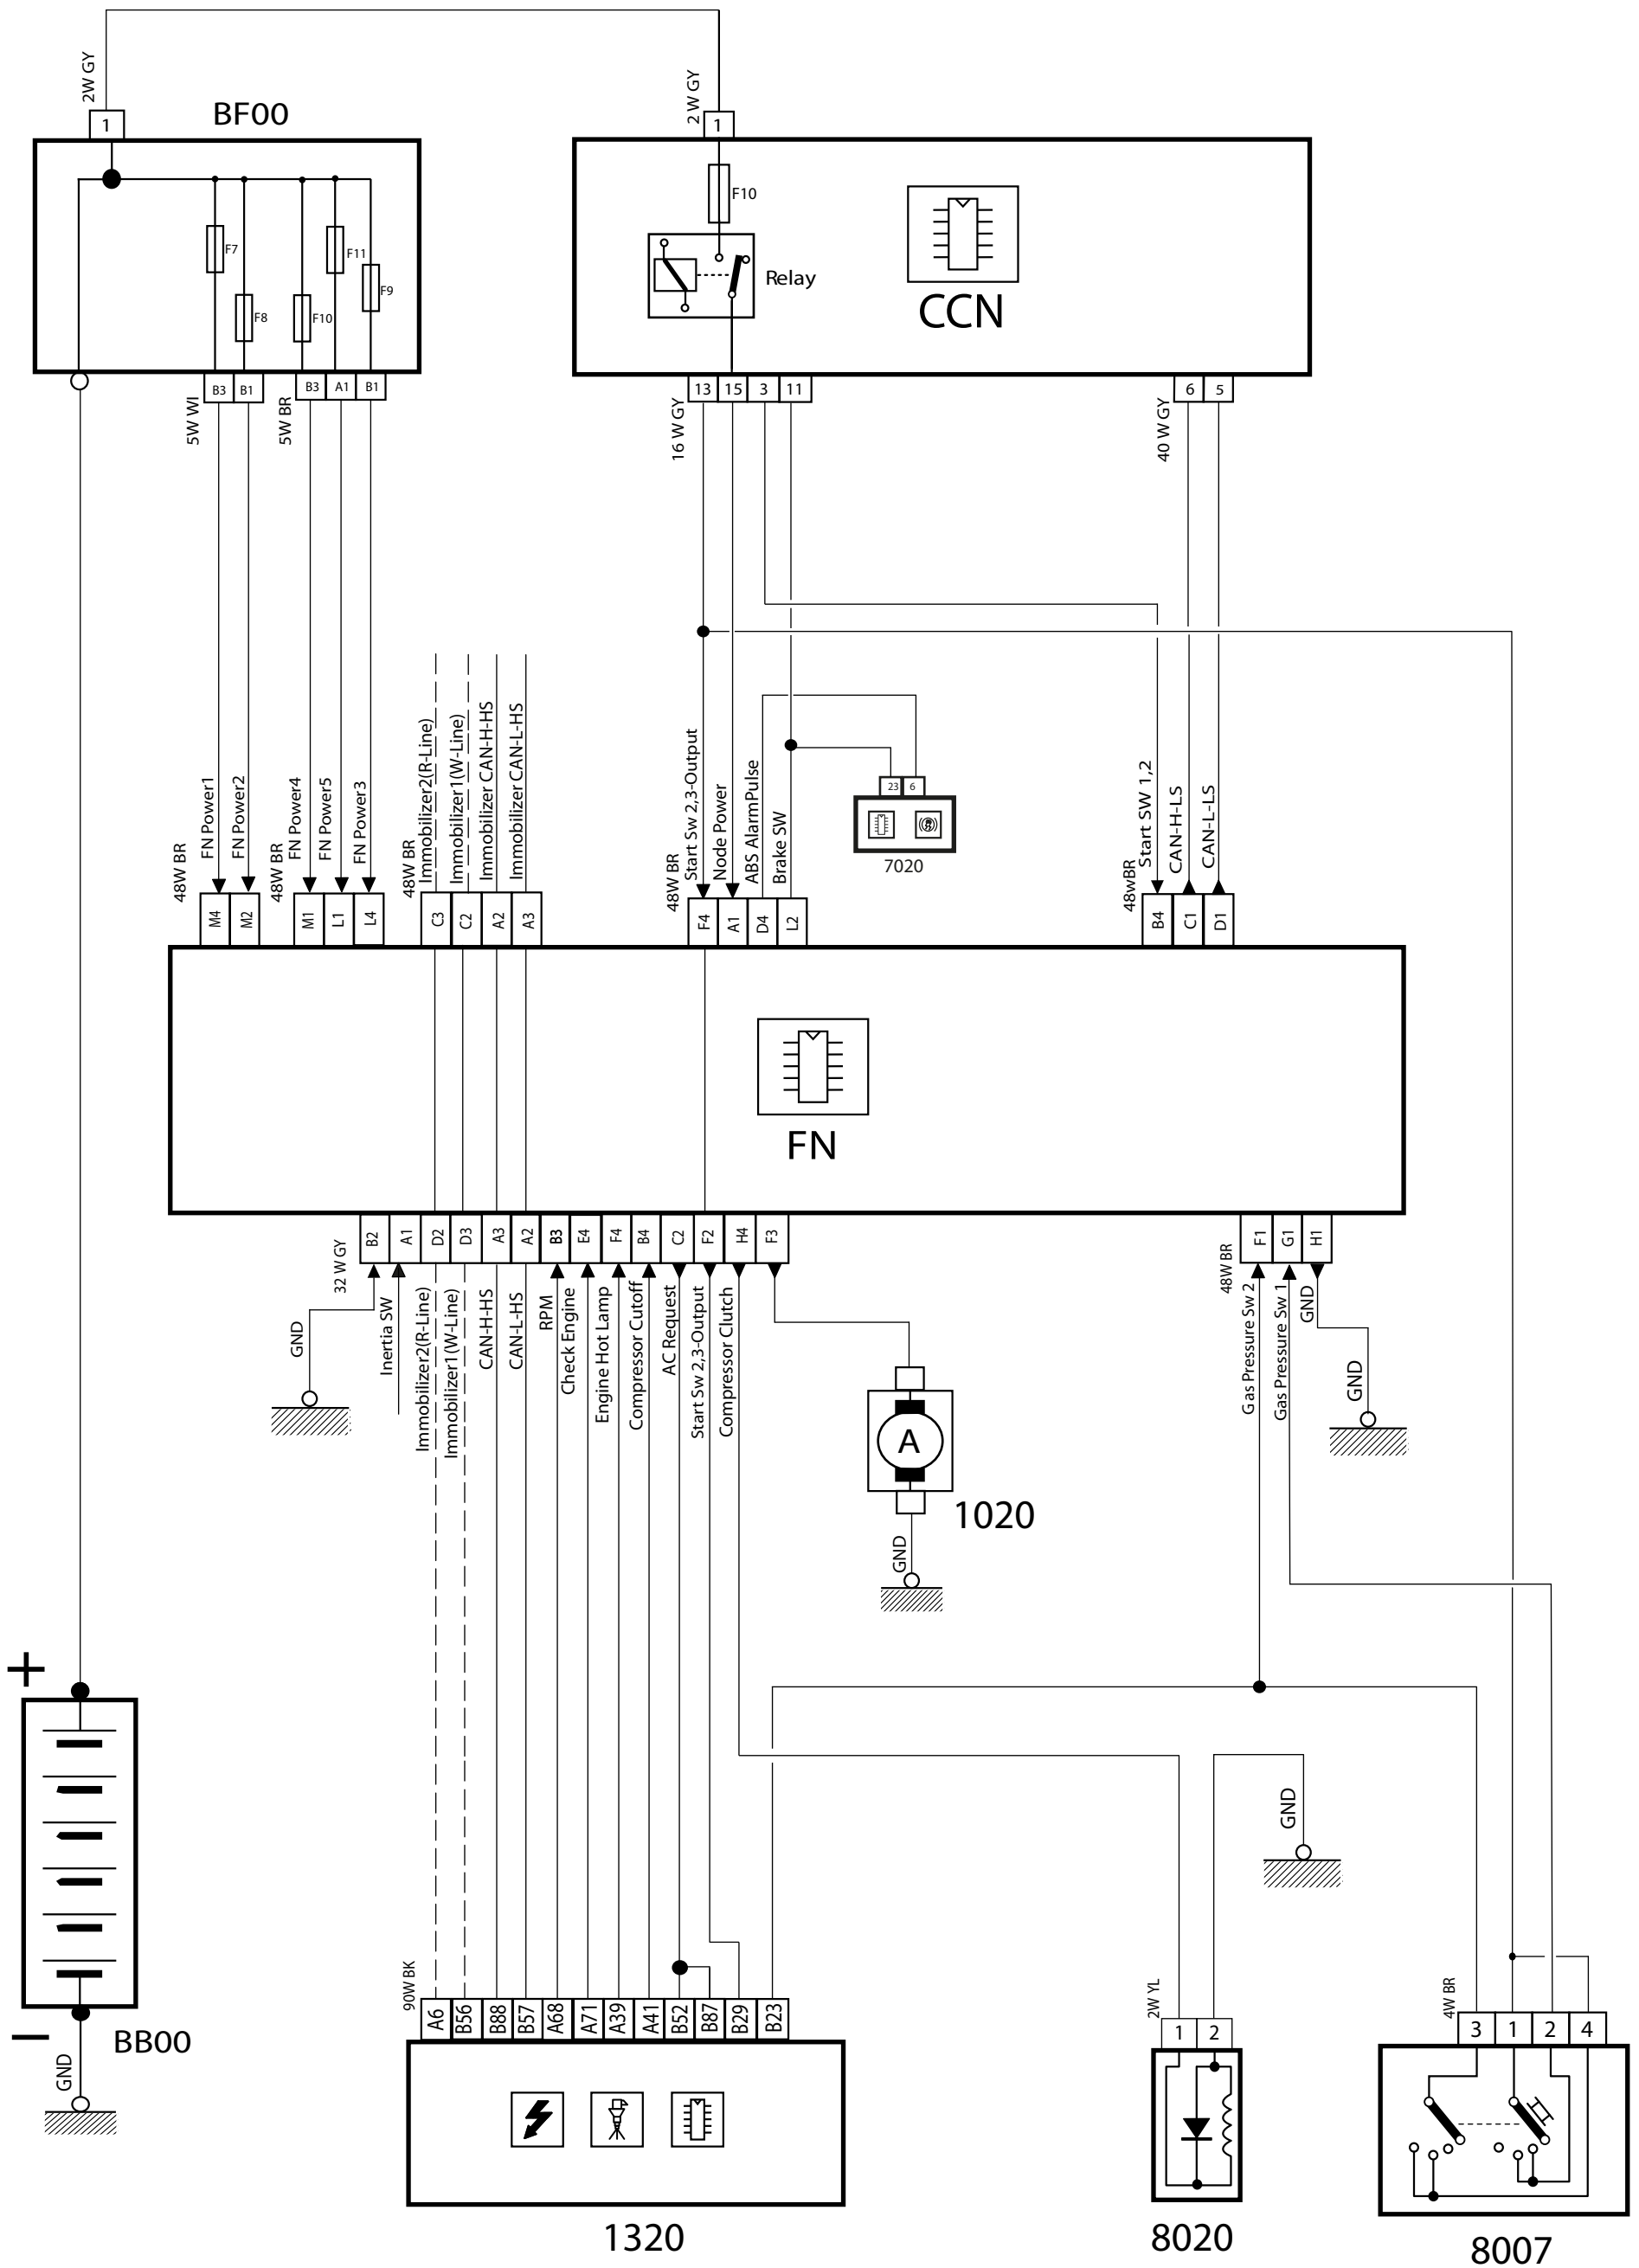 2W GY
1
BF00
F7
F8
F10
F11
F9
B3
B1
B3
A1
B1
5W WI
5W BR
2 W GY
1
F10
Relay
CCN
13
15
3
11
6
5
16 W GY
40 W GY
48W BR
FN Power1
FN Power2
48W BR
FN Power4
FN Power5
FN Power3
48W BR
Immobilizer2(R-Line)
Immobilizer1(W-Line)
Immobilizer CAN-H-HS
Immobilizer CAN-L-HS
48W BR
Start Sw 2,3-Output
Node Power
ABS AlarmPulse
Brake SW
23
6
7020
48wBR
Start SW 1,2
CAN-H-LS
CAN-L-LS
M4
M2
M1
L1
L4
C3
C2
A2
A3
F4
A1
D4
L2
B4
C1
D1
FN
B2
A1
D2
D3
A3
A2
B3
E4
F4
B4
C2
F2
H4
F3
F1
G1
H1
32 W GY
GND
Inertia SW
Immobilizer2(R-Line)
Immobilizer1(W-Line)
CAN-H-HS
CAN-L-HS
RPM
Check Engine
Engine Hot Lamp
Compressor Cutoff
AC Request
Start Sw 2,3-Output
Compressor Clutch
48W BR
Gas Pressure Sw 2
Gas Pressure Sw 1
GND
GND
A
1020
GND
+
−
BB00
GND
GND
90W BK
A6
B56
B88
B57
A68
A71
A39
A41
B52
B87
B29
B23
1320
2W YL
1
2
8020
4W BR
3
1
2
4
8007